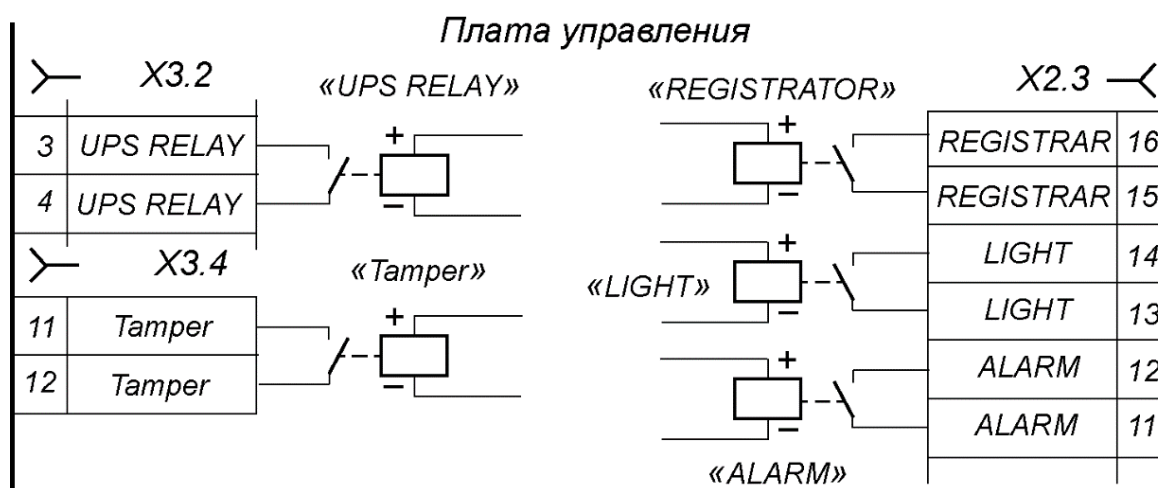 Плата управления
X3.2
«UPS RELAY»
3 UPS RELAY
4 UPS RELAY
+
−
X3.4
«Tamper»
11 Tamper
12 Tamper
+
−
«REGISTRATOR»
X2.3
+
−
REGISTRAR 16
REGISTRAR 15
«LIGHT»
+
−
LIGHT 14
LIGHT 13
+
−
ALARM 12
ALARM 11
«ALARM»